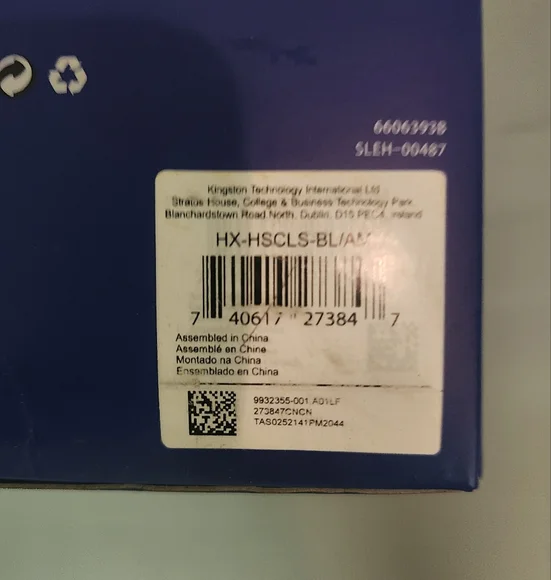 66063938
SLEH-00487
Kingston Technology International Ltd
Stratus House, College & Business Technology Park
Blanchardstown Road North, Dublin, D15 PEC4, Ireland
HX-HSCLS-BL/AM
7 40617 27384 7
Assembled in China
Assemblé en Chine
Montado na China
Ensamblado en China
9932355-001.A01LF
273847CNCN
TAS0252141PM2044